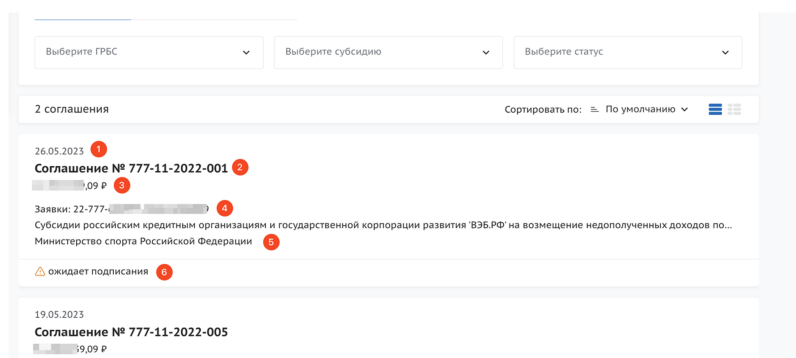 Выберите ГРБС Выберите субсидию Выберите статус
2 соглашения Сортировать по: По умолчанию
26.05.2023 1
Соглашение № 777-11-2022-001 2
,09 ₽ 3
Заявки: 22-777- 4
Субсидии российским кредитным организациям и государственной корпорации развития 'ВЭБ.РФ' на возмещение недополученных доходов по...
Министерство спорта Российской Федерации 5
ожидает подписания 6
19.05.2023
Соглашение № 777-11-2022-005
9,09 ₽